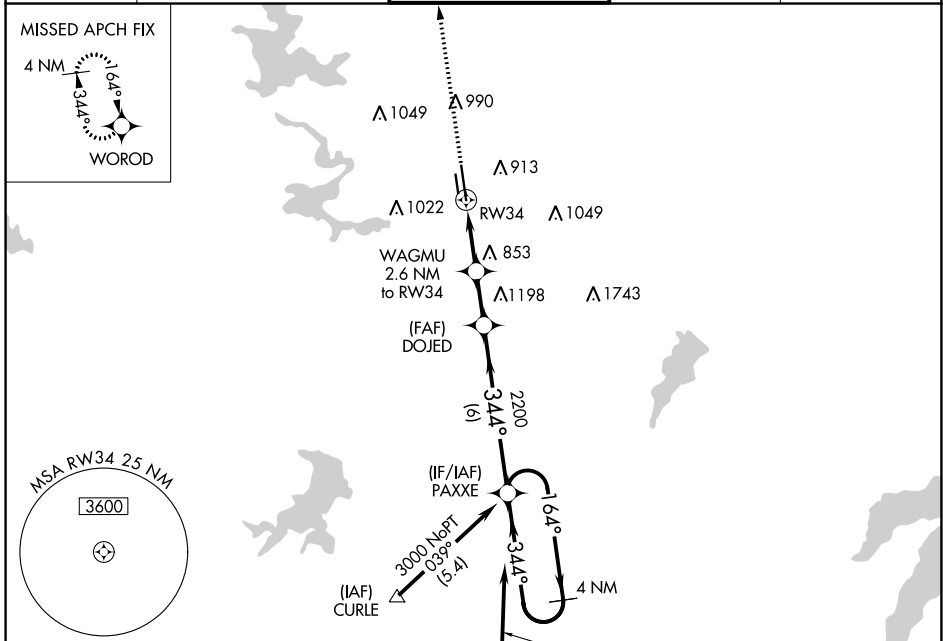 MISSED APCH FIX
4 NM
164°
344°
WOROD
1049
990
913
1022
RW34
1049
WAGMU
2.6 NM
to RW34
853
1198
1743
(FAF)
DOJED
344°
2200
(6)
(IF/IAF)
PAXXE
164°
344°
4 NM
3000 NoPT
039°
(5.4)
(IAF)
CURLE
MSA RW34 25 NM
3600